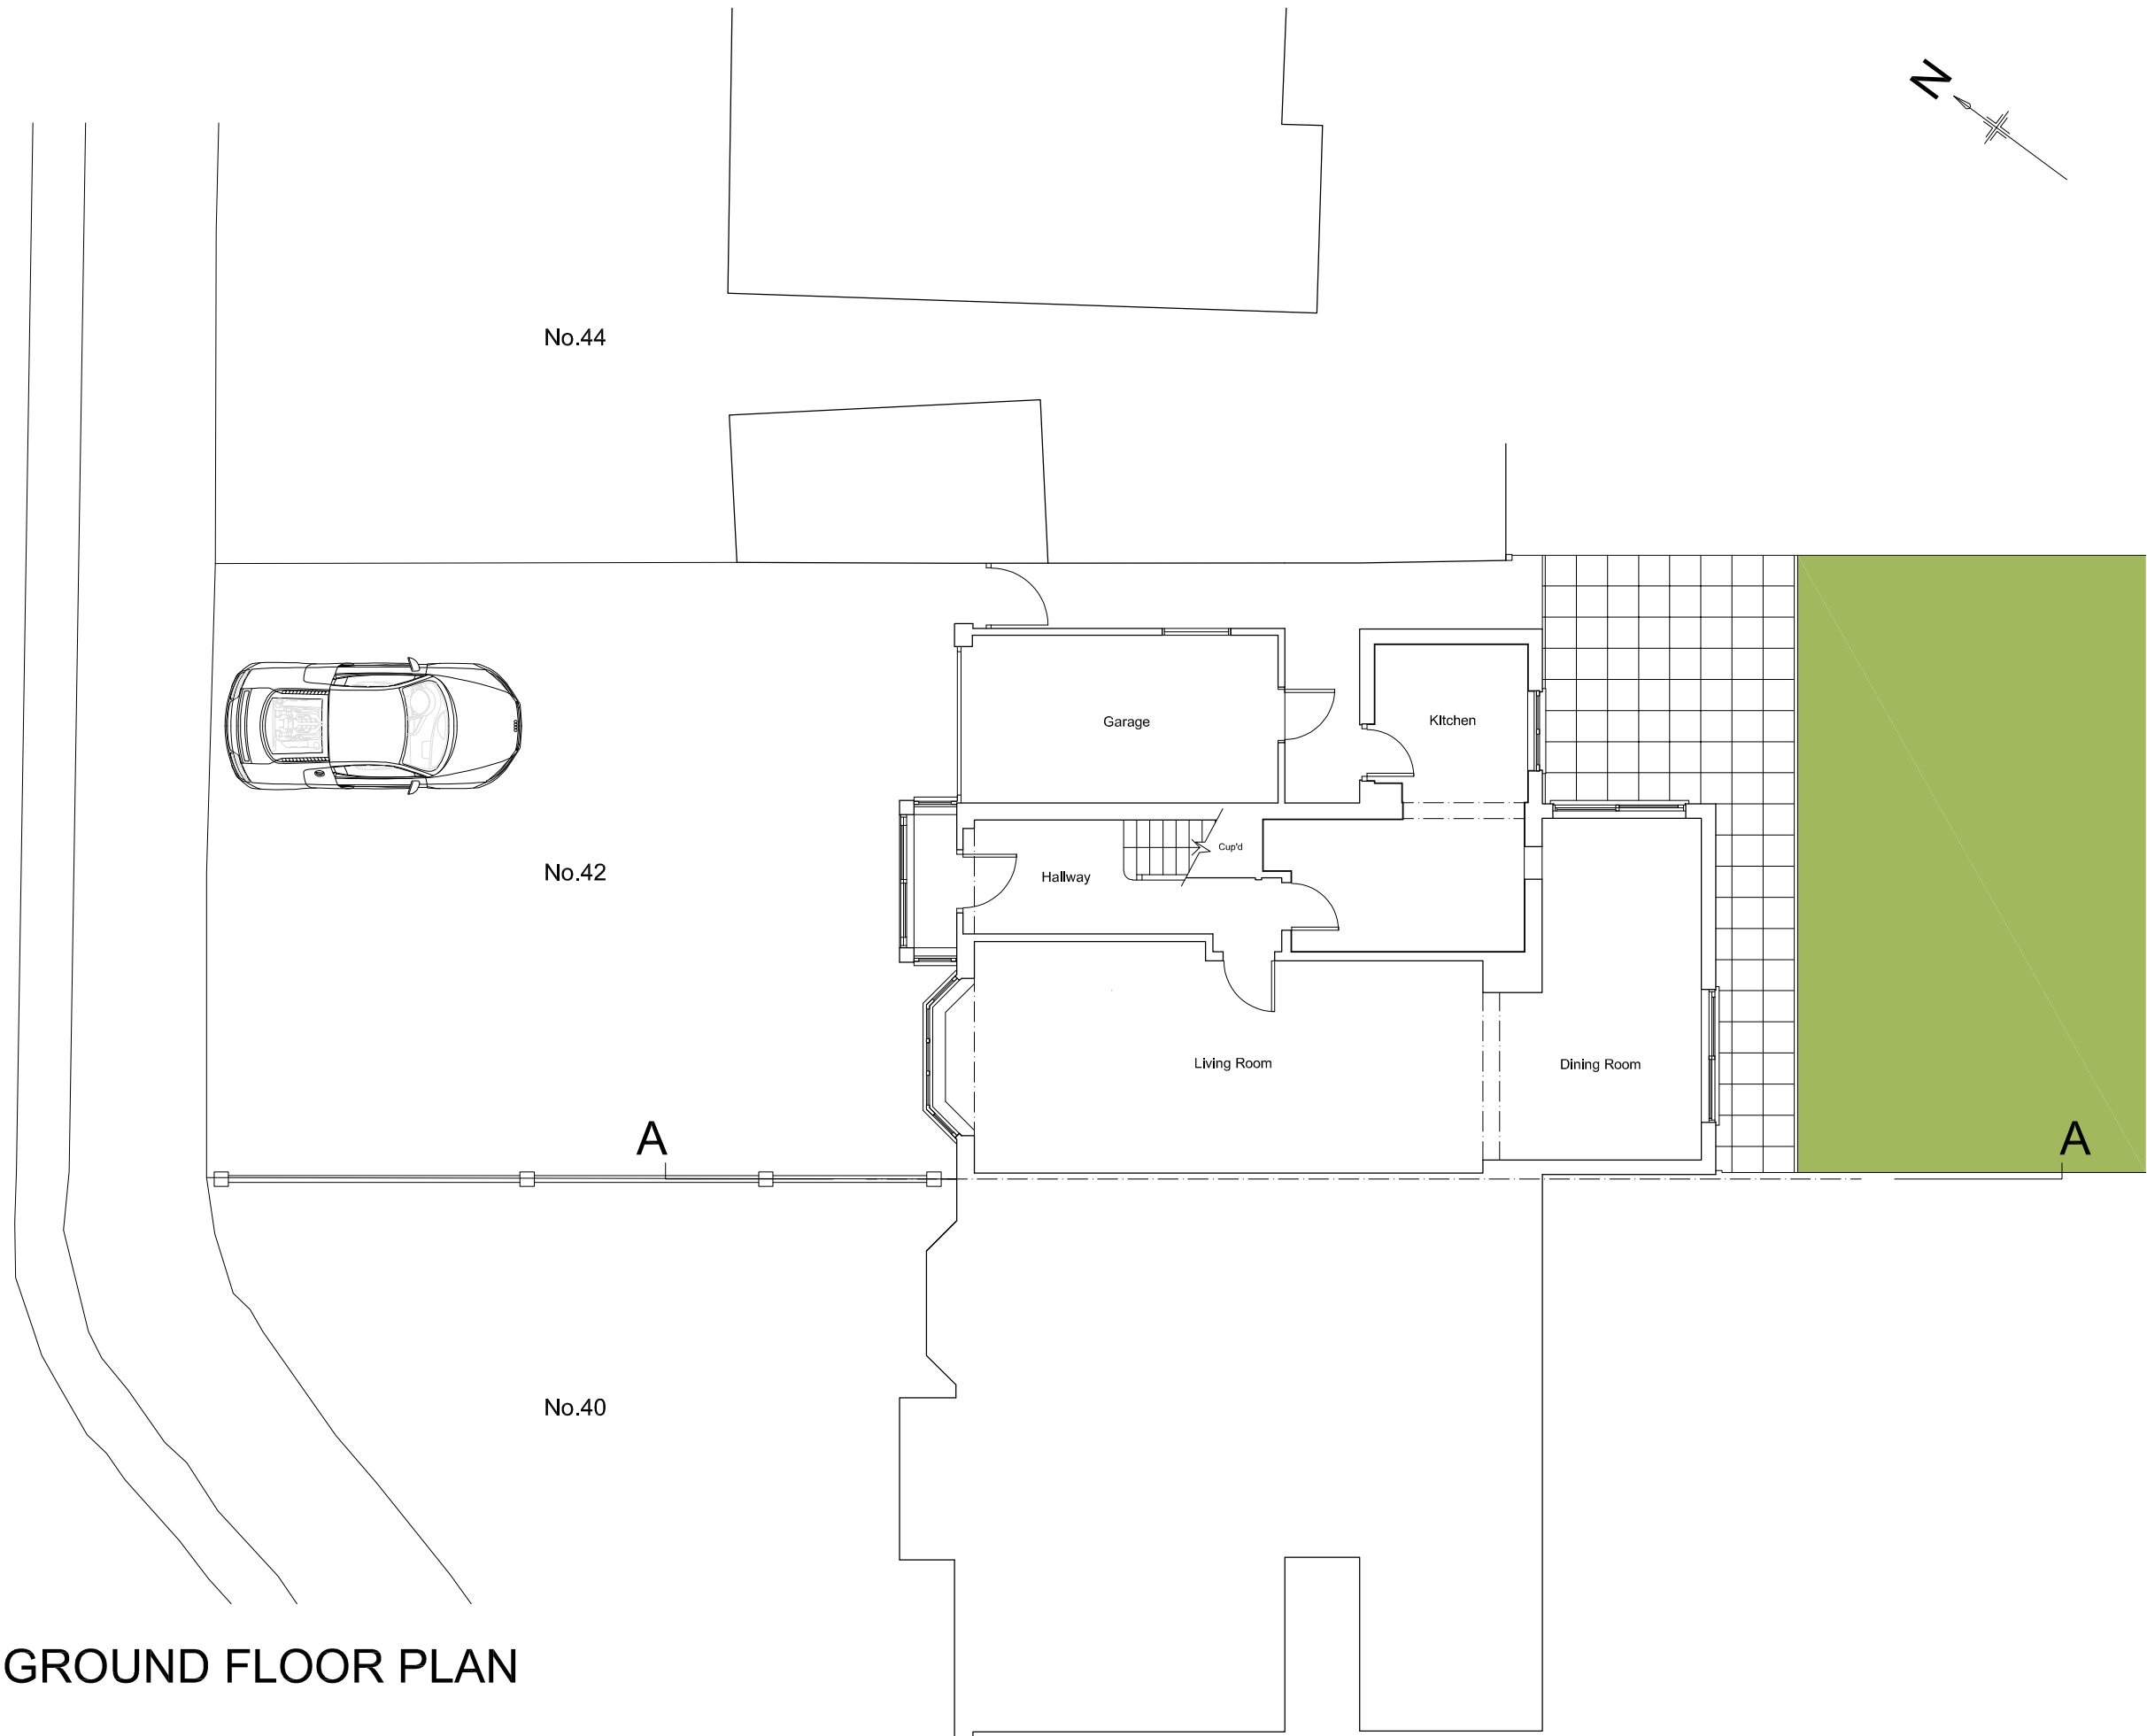 N
No.44
Garage
KItchen
No.42
Hallway
Cup'd
Living Room
Dining Room
A
A
No.40
GROUND FLOOR PLAN